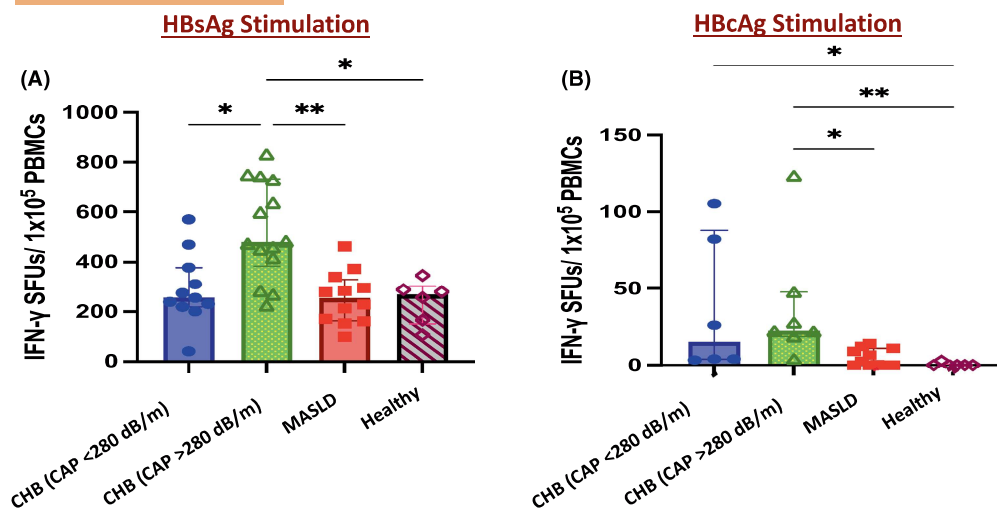 HBsAg Stimulation
(A)
*
*
**
IFN-γ SFUs/ 1x10⁵ PBMCs
1000
800
600
400
200
0
CHB (CAP <280 dB/m)
CHB (CAP >280 dB/m)
MASLD
Healthy
HBcAg Stimulation
(B)
*
**
*
IFN-γ SFUs/ 1x10⁵ PBMCs
150
100
50
0
CHB (CAP <280 dB/m)
CHB (CAP >280 dB/m)
MASLD
Healthy